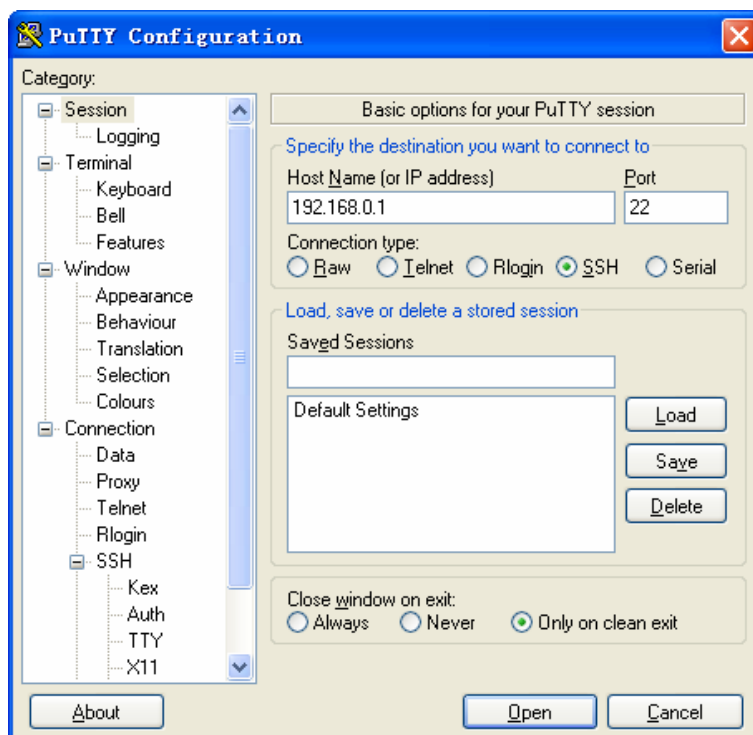 PuTTY Configuration
Category:
Session
Logging
Terminal
Keyboard
Bell
Features
Window
Appearance
Behaviour
Translation
Selection
Colours
Connection
Data
Proxy
Telnet
Rlogin
SSH
Kex
Auth
TTY
X11
Basic options for your PuTTY session
Specify the destination you want to connect to
Host Name (or IP address) Port
192.168.0.1 22
Connection type:
Raw Telnet Rlogin SSH Serial
Load, save or delete a stored session
Saved Sessions
Default Settings
Load
Save
Delete
Close window on exit:
Always Never Only on clean exit
About Open Cancel